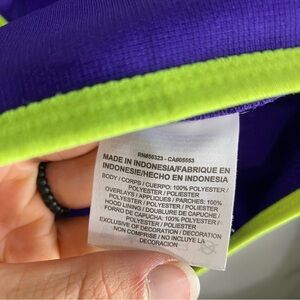 RN#56323 - CA#05553
MADE IN INDONESIA/FABRIQUE EN
INDONESIE/HECHO EN INDONESIA
BODY / CORPS / CUERPO: 100% POLYESTER /
POLYESTER / POLIÉSTER
OVERLAYS / APPLIQUES / PARCHES: 100%
POLYESTER / POLYESTER / POLIÉSTER
HOOD LINING / DOUBLURE DE CAPUCHE /
FORRO DE CAPUCHA: 100% POLYESTER /
POLYESTER / POLIÉSTER
EXCLUSIVE OF DECORATION / DECORATION
NON COMPRISE / NO INCLUYE LA
DECORACION